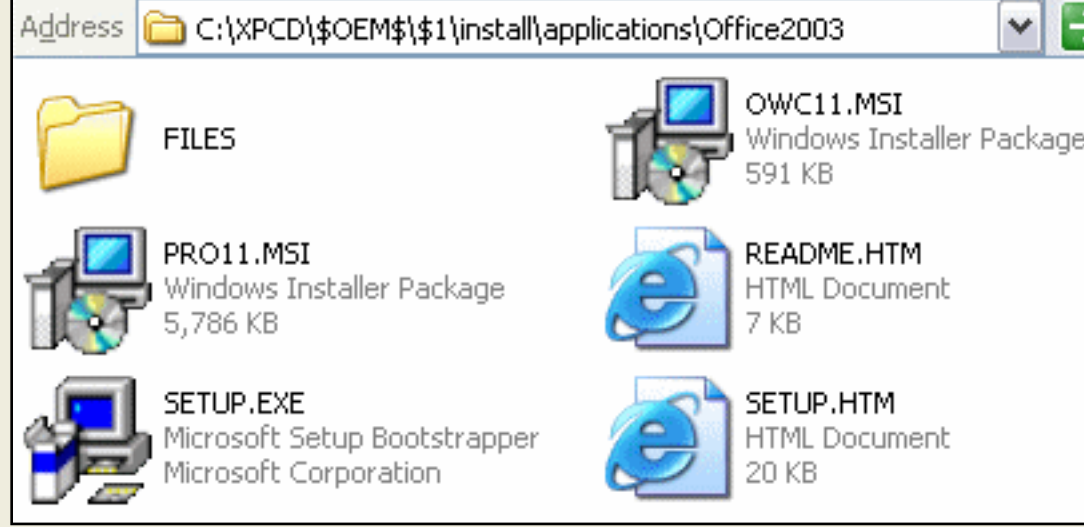 Address C:\XPCD\$OEM$\$1\install\applications\Office2003
FILES
OWC11.MSI
Windows Installer Package
591 KB
PRO11.MSI
Windows Installer Package
5,786 KB
README.HTM
HTML Document
7 KB
SETUP.EXE
Microsoft Setup Bootstrapper
Microsoft Corporation
SETUP.HTM
HTML Document
20 KB